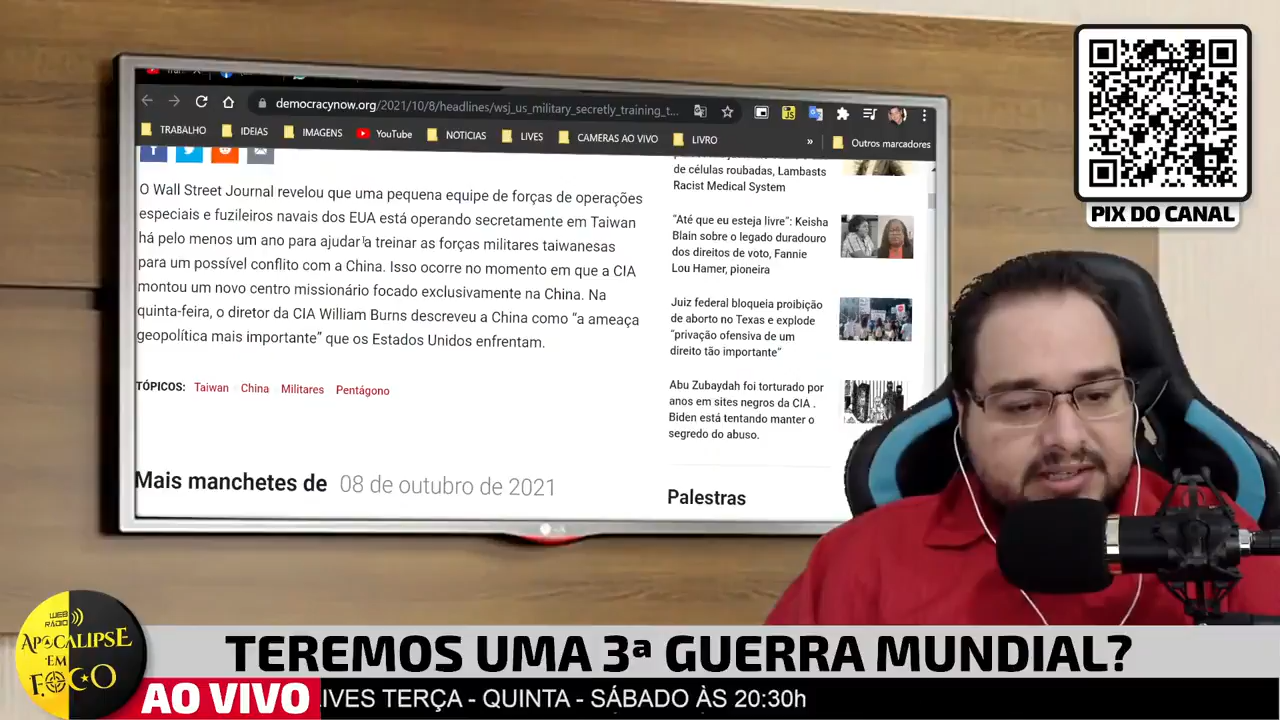 democracynow.org/2021/10/8/headlines/wsj_us_military_secretly_training_t...
TRABALHO
IDEIAS
IMAGENS
YouTube
NOTICIAS
LIVES
CAMERAS AO VIVO
LIVRO
»
Outros marcadores
O Wall Street Journal revelou que uma pequena equipe de forças de operações
especiais e fuzileiros navais dos EUA está operando secretamente em Taiwan
há pelo menos um ano para ajudar a treinar as forças militares taiwanesas
para um possível conflito com a China. Isso ocorre no momento em que a CIA
montou um novo centro missionário focado exclusivamente na China. Na
quinta-feira, o diretor da CIA William Burns descreveu a China como “a ameaça
geopolítica mais importante” que os Estados Unidos enfrentam.
TÓPICOS: Taiwan China Militares Pentágono
Mais manchetes de 08 de outubro de 2021
de células roubadas, Lambasts
Racist Medical System
“Até que eu esteja livre”: Keisha
Blain sobre o legado duradouro
dos direitos de voto, Fannie
Lou Hamer, pioneira
Juiz federal bloqueia proibição
de aborto no Texas e explode
“privação ofensiva de um
direito tão importante”
Abu Zubaydah foi torturado por
anos em sites negros da CIA .
Biden está tentando manter o
segredo do abuso.
Palestras
PIX DO CANAL
WEB
RÁDIO
APOCALIPSE
EM
FOCO
TEREMOS UMA 3ª GUERRA MUNDIAL?
AO VIVO
LIVES TERÇA - QUINTA - SÁBADO ÀS 20:30h